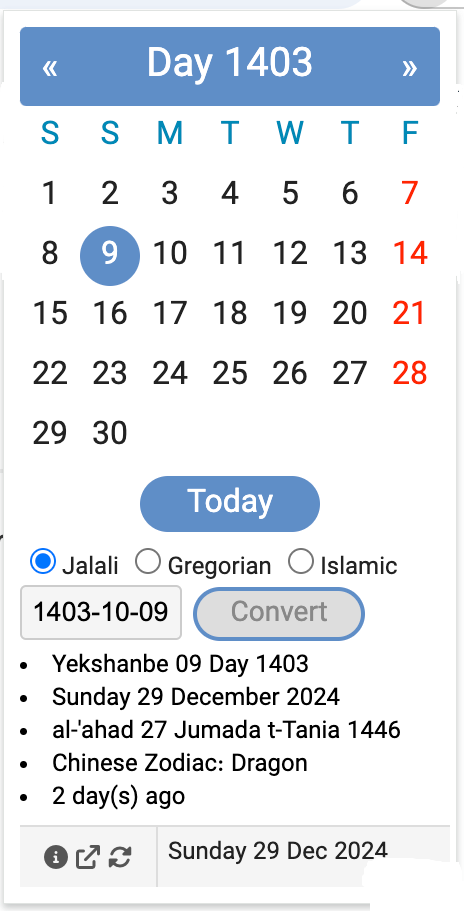 « Day 1403 »
S S M T W T F
1 2 3 4 5 6 7
8 9 10 11 12 13 14
15 16 17 18 19 20 21
22 23 24 25 26 27 28
29 30
Today
Jalali Gregorian Islamic
1403-10-09 Convert
• Yekshanbe 09 Day 1403
• Sunday 29 December 2024
• al-'ahad 27 Jumada t-Tania 1446
• Chinese Zodiac: Dragon
• 2 day(s) ago
Sunday 29 Dec 2024